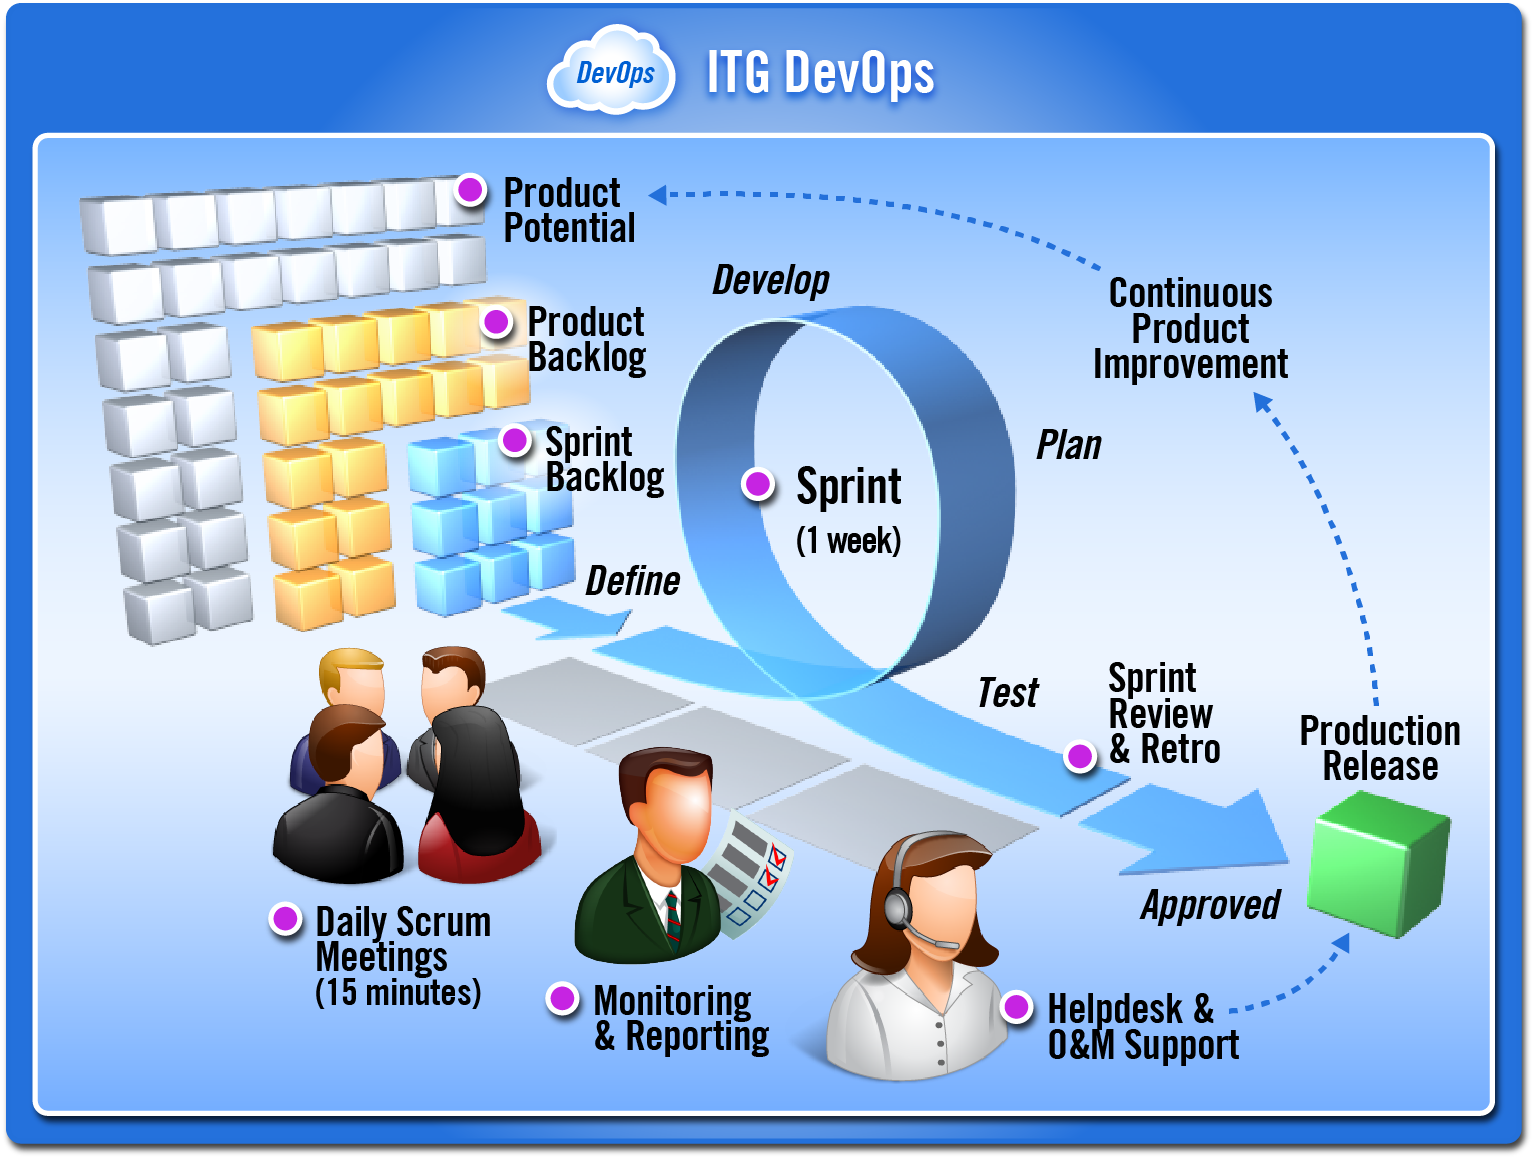 DevOps
ITG DevOps
Product
Potential
Product
Backlog
Sprint
Backlog
Define
Develop
Plan
Sprint
(1 week)
Test
Continuous
Product
Improvement
Sprint
Review
& Retro
Production
Release
Approved
Daily Scrum
Meetings
(15 minutes)
Monitoring
& Reporting
Helpdesk &
O&M Support